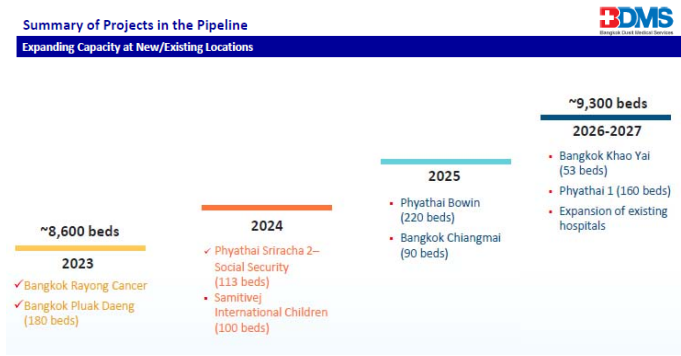 Summary of Projects in the Pipeline
BDMS
Bangkok Dusit Medical Services
Expanding Capacity at New/Existing Locations
~8,600 beds
2023
✓Bangkok Rayong Cancer
✓Bangkok Pluak Daeng
(180 beds)
2024
✓ Phyathai Sriracha 2–
Social Security
(113 beds)
▪ Samitivej
International Children
(100 beds)
2025
▪ Phyathai Bowin
(220 beds)
▪ Bangkok Chiangmai
(90 beds)
~9,300 beds
2026-2027
▪ Bangkok Khao Yai
(53 beds)
▪ Phyathai 1 (160 beds)
▪ Expansion of existing
hospitals